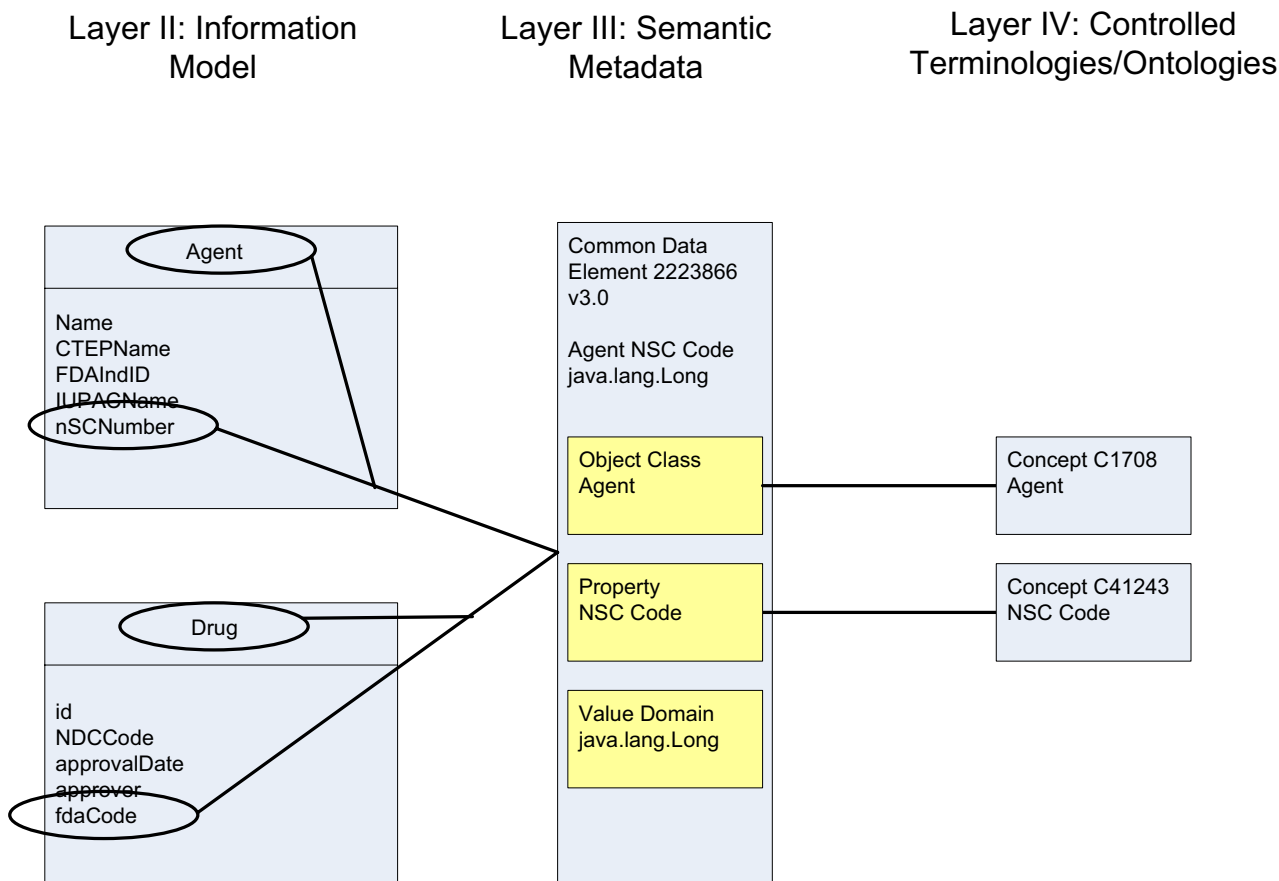 Layer II: Information
Model
Layer III: Semantic
Metadata
Layer IV: Controlled
Terminologies/Ontologies
Agent
Name
CTEPName
FDAIndID
IUPACName
nSCNumber
Drug
id
NDCCode
approvalDate
approver
fdaCode
Common Data
Element 2223866
v3.0
Agent NSC Code
java.lang.Long
Object Class
Agent
Property
NSC Code
Value Domain
java.lang.Long
Concept C1708
Agent
Concept C41243
NSC Code